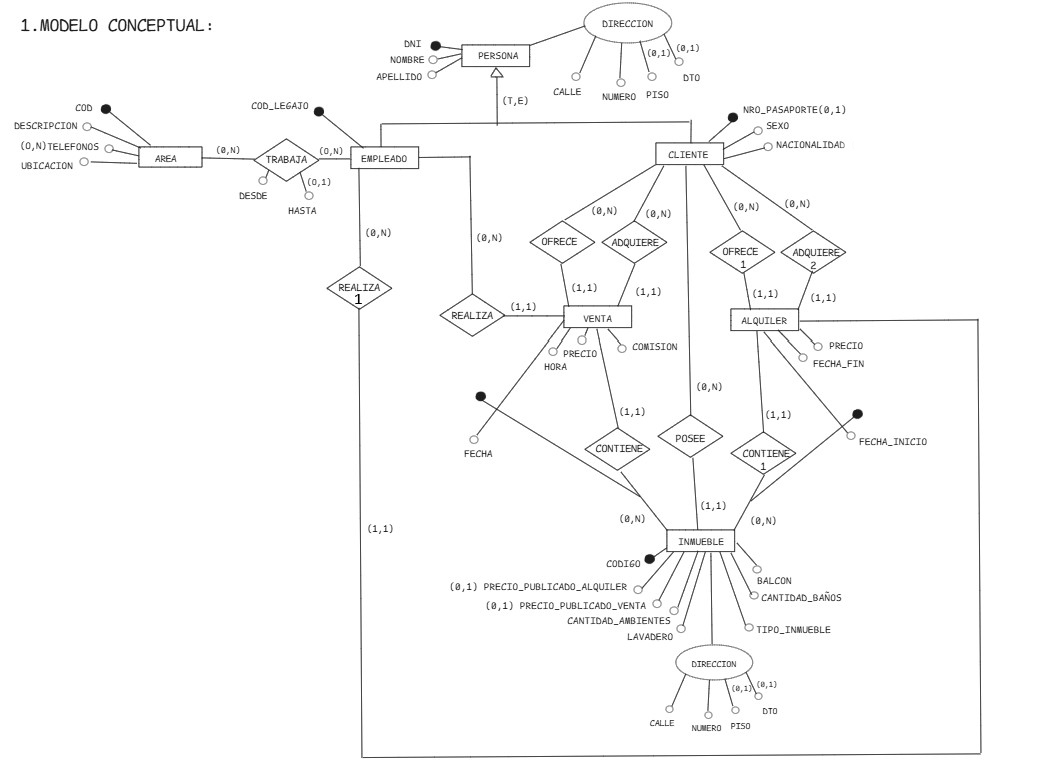 1.MODELO CONCEPTUAL:
DIRECCION
DNI
NOMBRE
APELLIDO
PERSONA
(0,1)
(0,1)
DTO
PISO
CALLE
NUMERO
(T,E)
COD
DESCRIPCION
(O,N)TELEFONOS
UBICACION
AREA
(0,N)
TRABAJA
DESDE
(O,1)
HASTA
(O,N)
COD_LEGAJO
EMPLEADO
CLIENTE
NRO_PASAPORTE(0,1)
SEXO
NACIONALIDAD
(0,N)
(0,N)
(0,N)
(0,N)
(0,N)
(0,N)
OFRECE
ADQUIERE
OFRECE
1
ADQUIERE
2
REALIZA
1
(1,1)
(1,1)
(1,1)
(1,1)
REALIZA
(1,1)
VENTA
ALQUILER
HORA
PRECIO
COMISION
PRECIO
FECHA_FIN
(0,N)
(1,1)
(1,1)
FECHA
CONTIENE
POSEE
CONTIENE
1
FECHA_INICIO
(1,1)
(1,1)
(0,N)
(0,N)
INMUEBLE
CODIGO
(0,1) PRECIO_PUBLICADO_ALQUILER
(0,1) PRECIO_PUBLICADO_VENTA
CANTIDAD_AMBIENTES
LAVADERO
BALCON
CANTIDAD_BAÑOS
TIPO_INMUEBLE
DIRECCION
(0,1)
(0,1)
CALLE
NUMERO
PISO
DTO